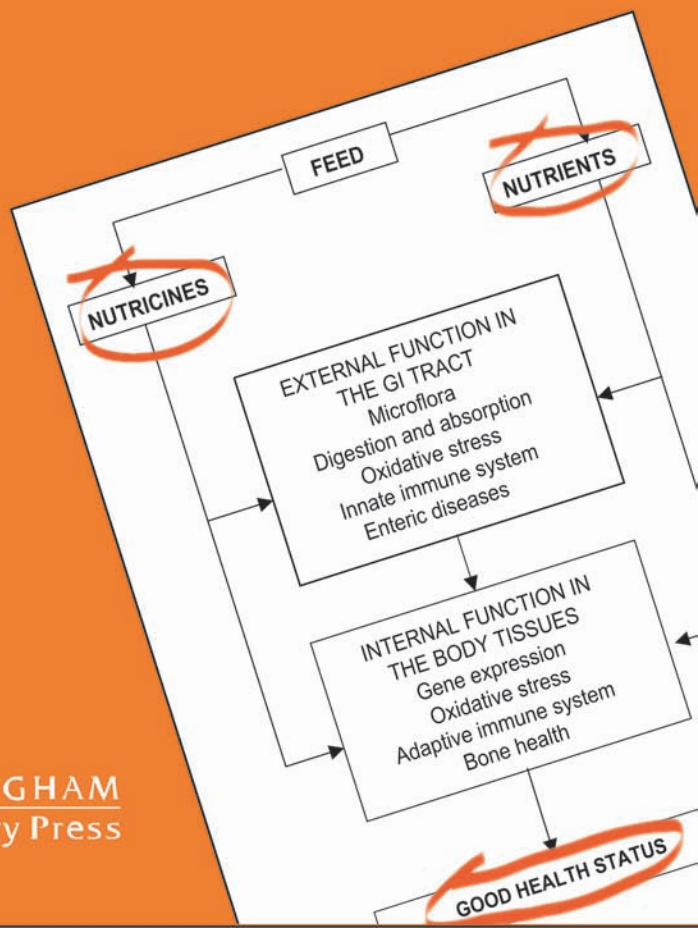 FEED
NUTRIENTS
NUTRICINES
EXTERNAL FUNCTION IN
THE GI TRACT
Microflora
Digestion and absorption
Oxidative stress
Innate immune system
Enteric diseases
INTERNAL FUNCTION IN
THE BODY TISSUES
Gene expression
Oxidative stress
Adaptive immune system
Bone health
GOOD HEALTH STATUS
GHAM
y Press